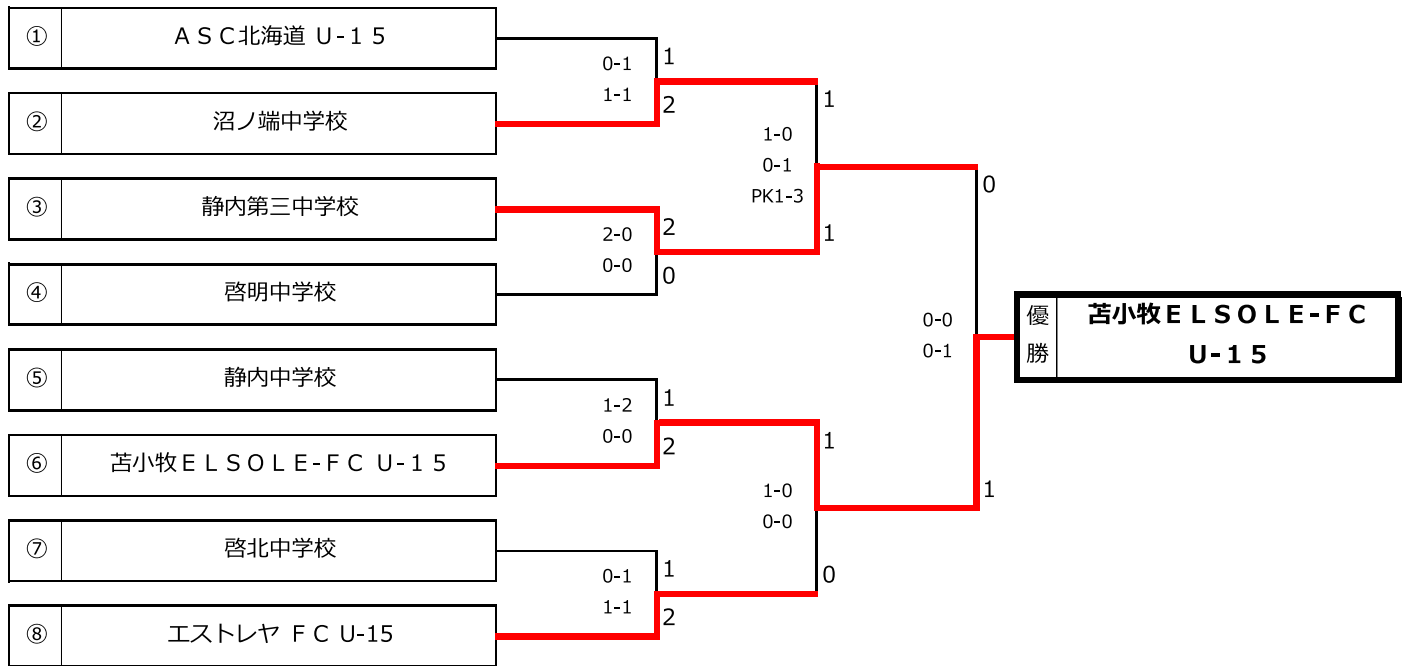 ① ＡＳＣ北海道 Ｕ-１５
0-1
1
1-1
2
② 沼ノ端中学校
1
1-0
0-1
PK1-3
1
0
③ 静内第三中学校
2-0
2
0-0
0
④ 啓明中学校
0-0
0-1
1
優勝
苫小牧ＥＬＳＯＬＥ-ＦＣ
Ｕ-１５
⑤ 静内中学校
1-2
1
0-0
2
⑥ 苫小牧ＥＬＳＯＬＥ-ＦＣ Ｕ-１５
1
1-0
0-0
0
⑦ 啓北中学校
0-1
1
1-1
2
⑧ エストレヤ ＦＣ U-15